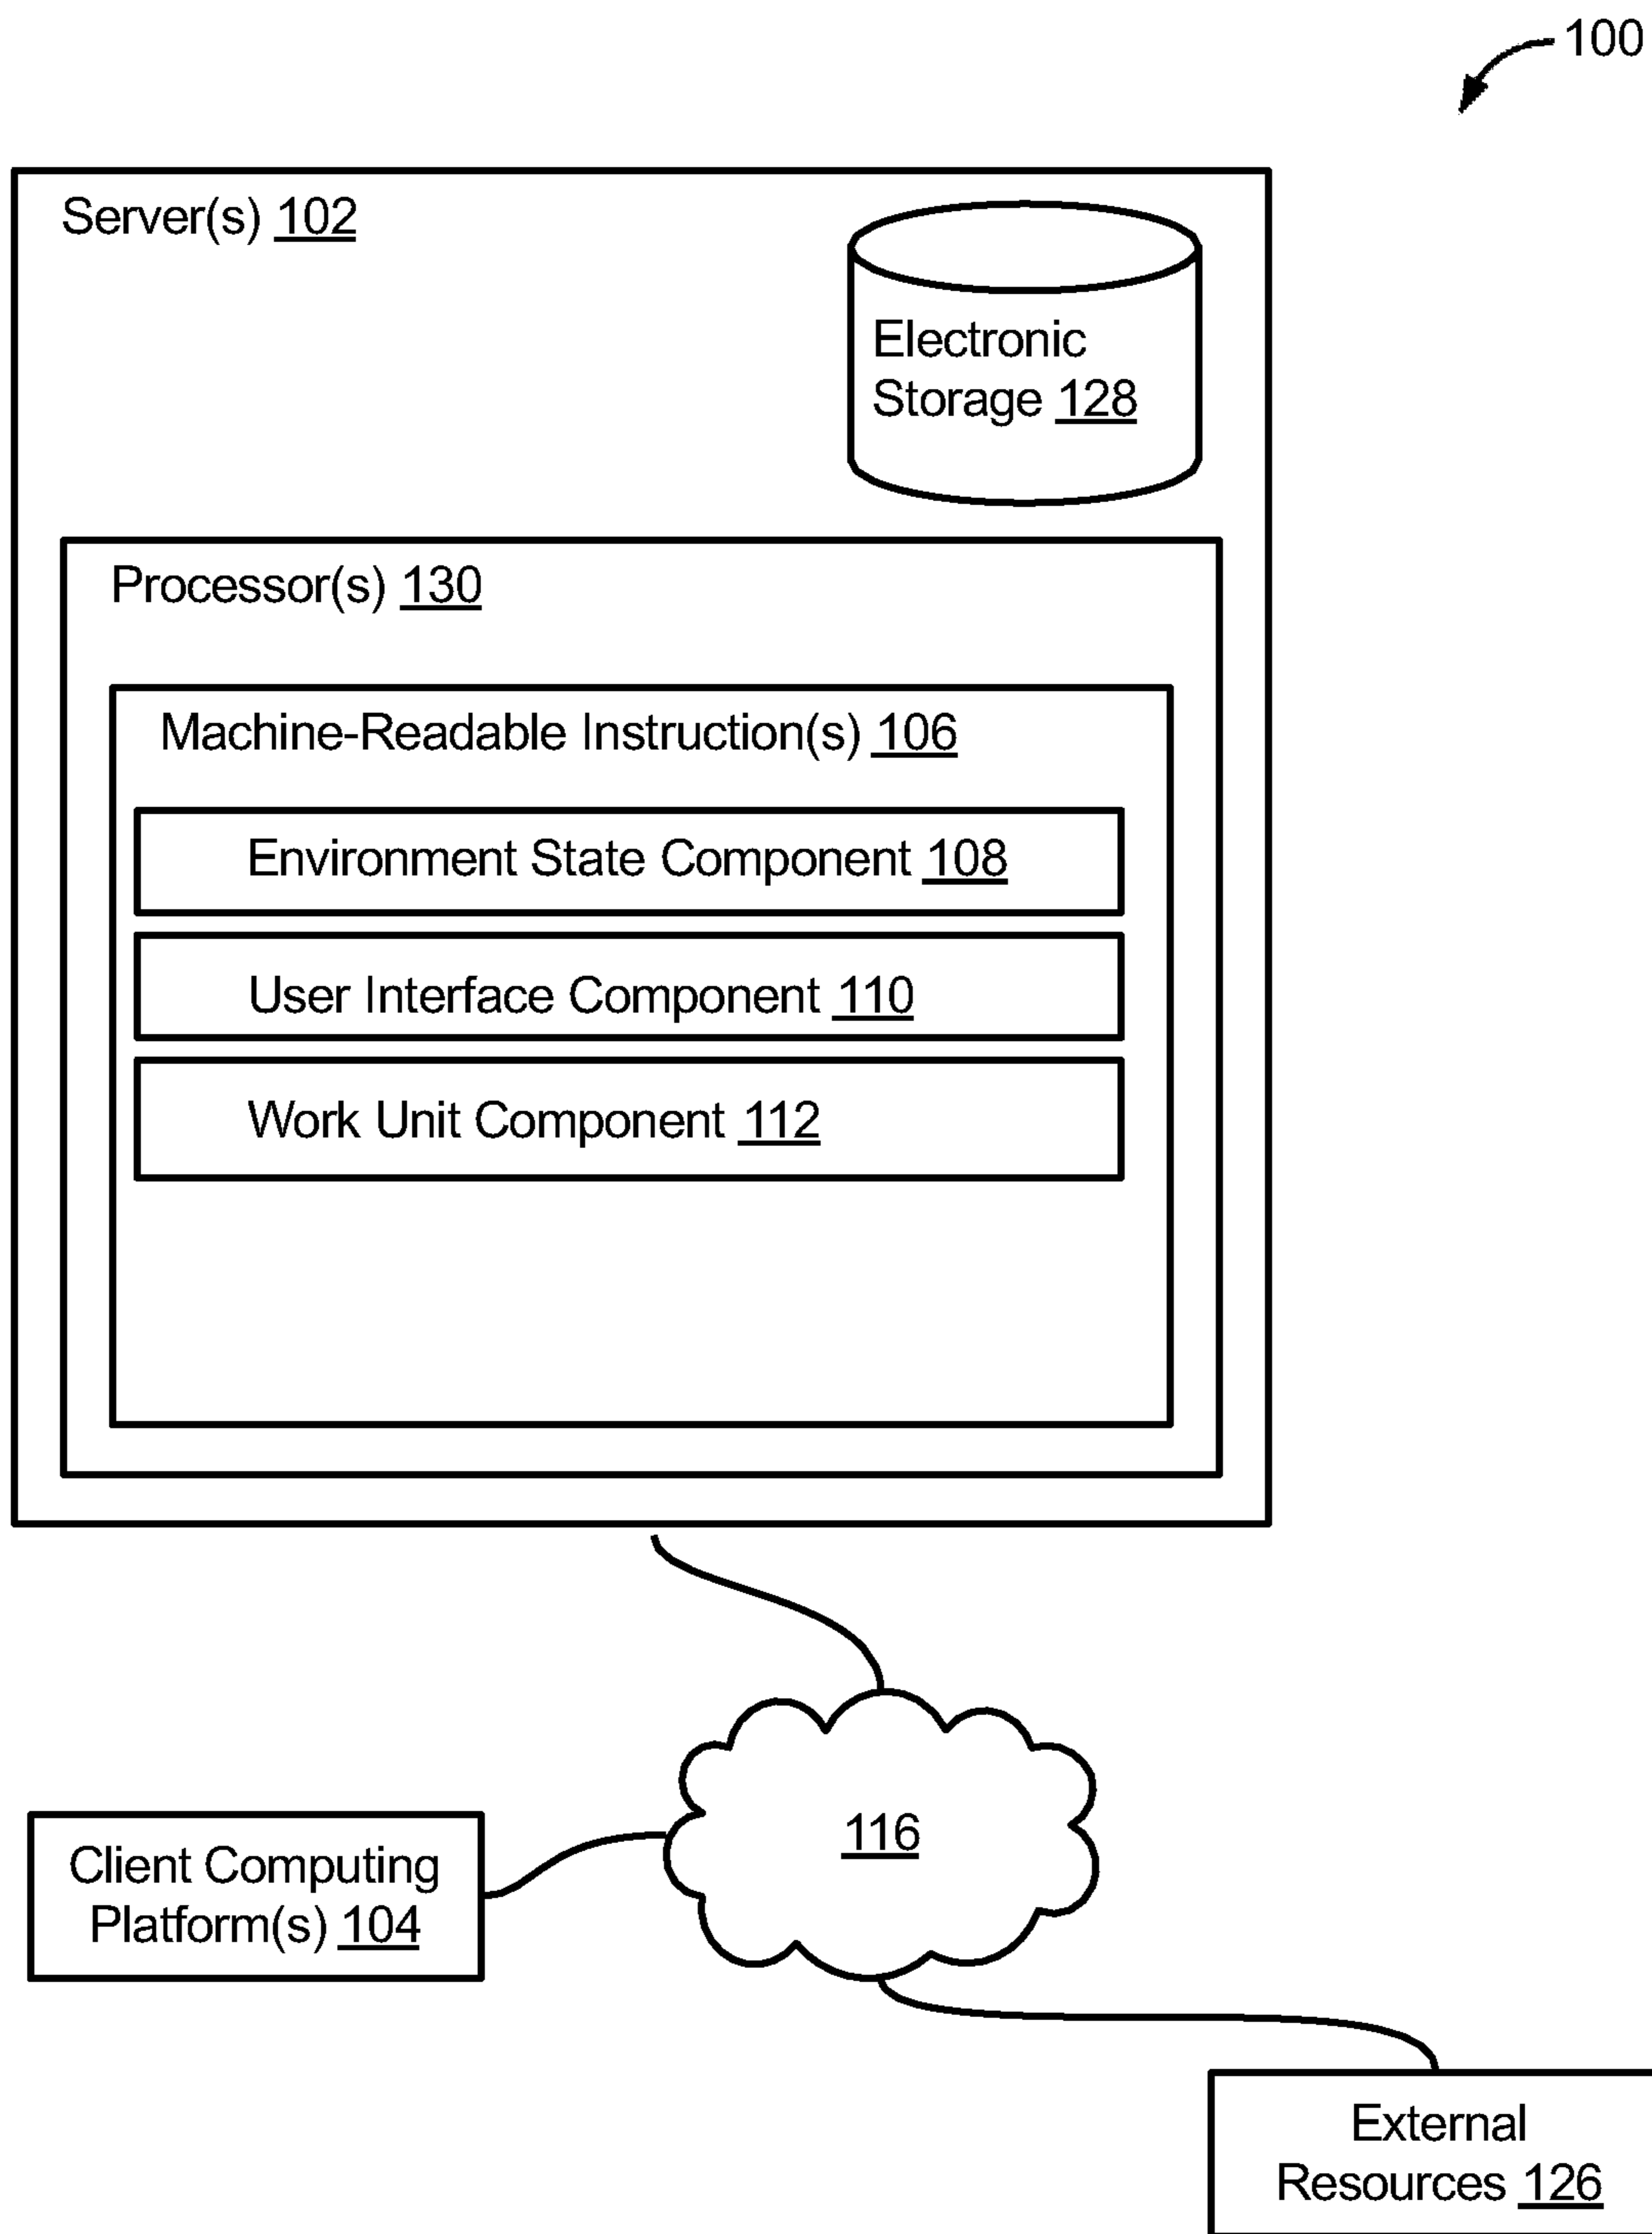 100
Server(s) 102
Electronic
Storage 128
Processor(s) 130
Machine-Readable Instruction(s) 106
Environment State Component 108
User Interface Component 110
Work Unit Component 112
116
Client Computing
Platform(s) 104
External
Resources 126